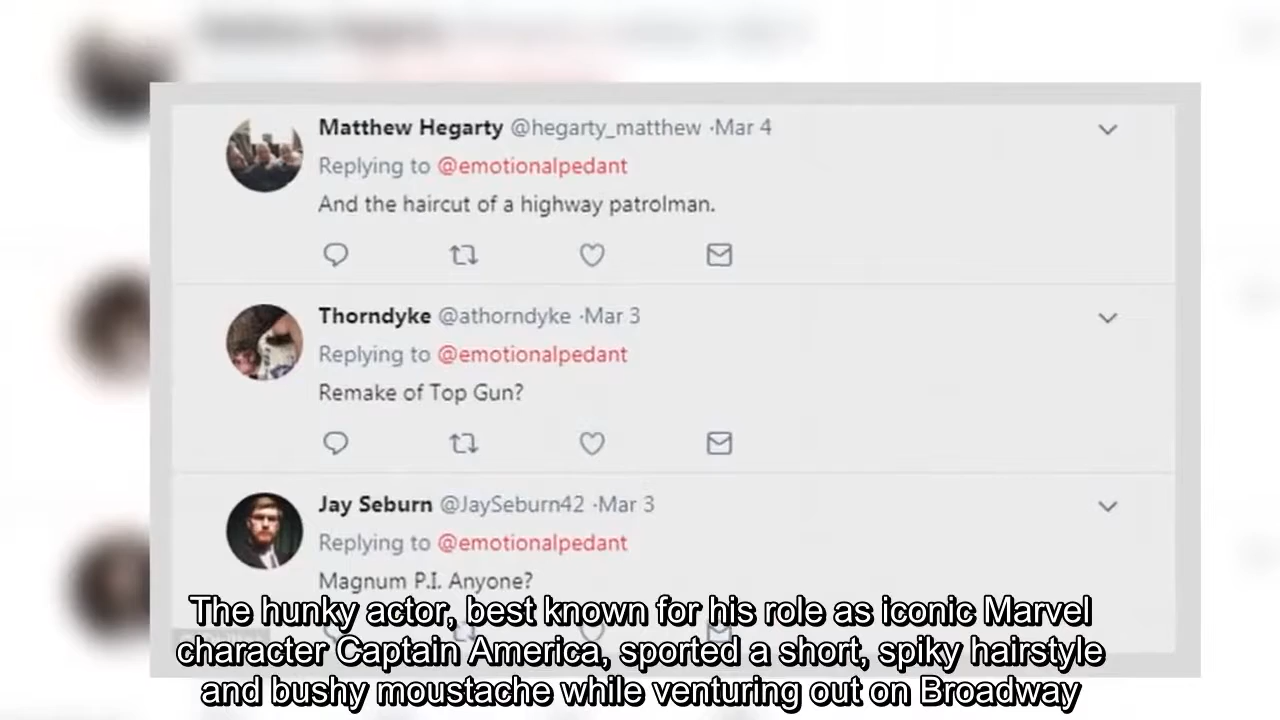 Matthew Hegarty @hegarty_matthew ·Mar 4
Replying to @emotionalpedant
And the haircut of a highway patrolman.
Thorndyke @athorndyke ·Mar 3
Replying to @emotionalpedant
Remake of Top Gun?
Jay Seburn @JaySeburn42 ·Mar 3
Replying to @emotionalpedant
Magnum P.I. Anyone?
The hunky actor, best known for his role as iconic Marvel
character Captain America, sported a short, spiky hairstyle
and bushy moustache while venturing out on Broadway